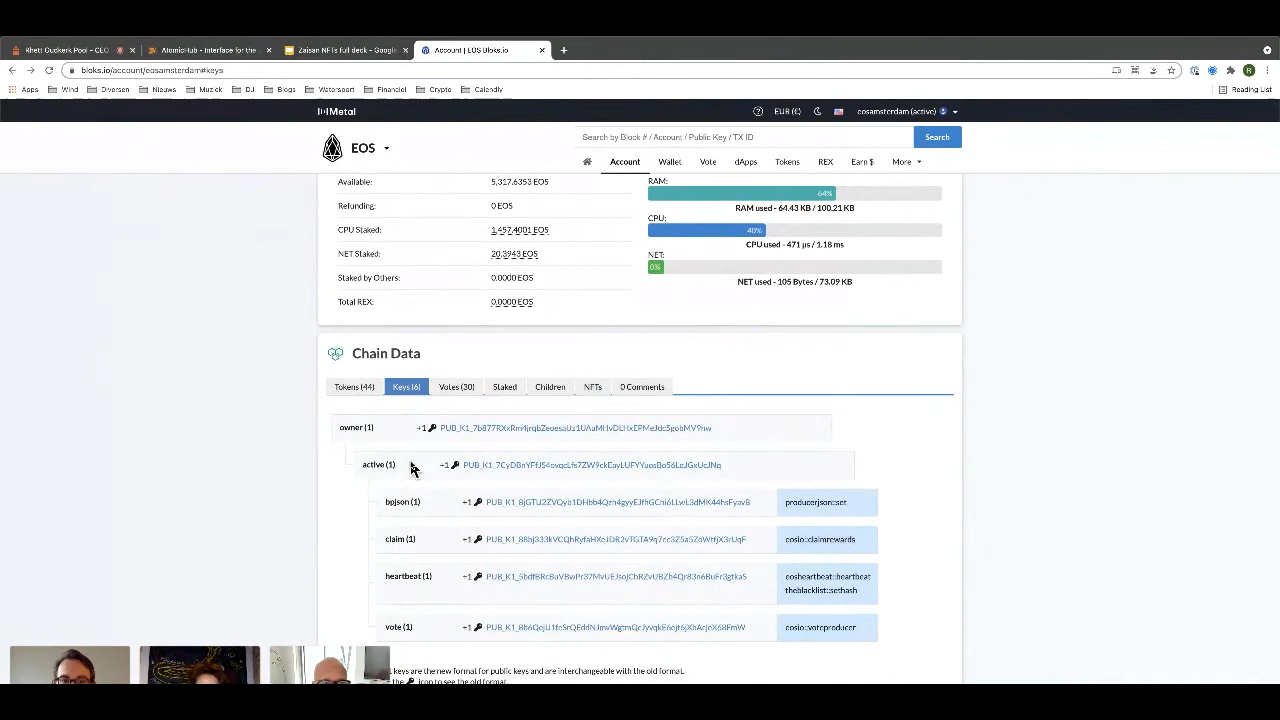 Rhett Oudkerk Pool - CEO
AtomicHub - Interface for the
Zaisan NFTs full deck - Google
Account | EOS Bloks.io
bloks.io/account/eosamsterdam#keys
Apps Wind Diversen Nieuws Muziek DJ Blogs Watersport Financiel Crypto Calendly Reading List
Metal EUR (€) eosamsterdam (active)
EOS Search by Block # / Account / Public Key / TX ID Search
Account Wallet Vote dApps Tokens REX Earn $ More
Available: 5,317.6353 EOS
Refunding: 0 EOS
CPU Staked: 1,457.4001 EOS
NET Staked: 20.3943 EOS
Staked by Others: 0.0000 EOS
Total REX: 0.0000 EOS
RAM:
64%
RAM used - 64.43 KB / 100.21 KB
CPU:
40%
CPU used - 471 µs / 1.18 ms
NET:
0%
NET used - 105 Bytes / 73.09 KB
Chain Data
Tokens (44) Keys (6) Votes (30) Staked Children NFTs 0 Comments
owner (1) +1
active (1) +1
bpjson (1) +1 producerjson::set
claim (1) +1 eosio::claimrewards
heartbeat (1) +1 eosheartbeat::heartbeat
theblacklist::sethash
vote (1) +1 eosio::voteproducer
keys are the new format for public keys and are interchangeable with the old format.
the icon to see the old format.